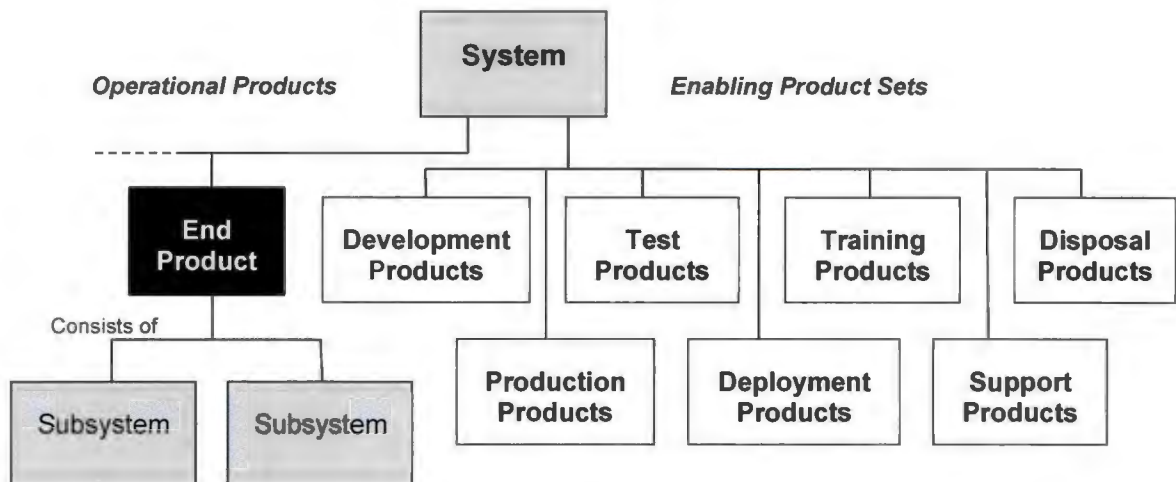 System
Operational Products
Enabling Product Sets
End
Product
Development
Products
Test
Products
Training
Products
Disposal
Products
Consists of
Production
Products
Deployment
Products
Support
Products
Subsystem
Subsystem